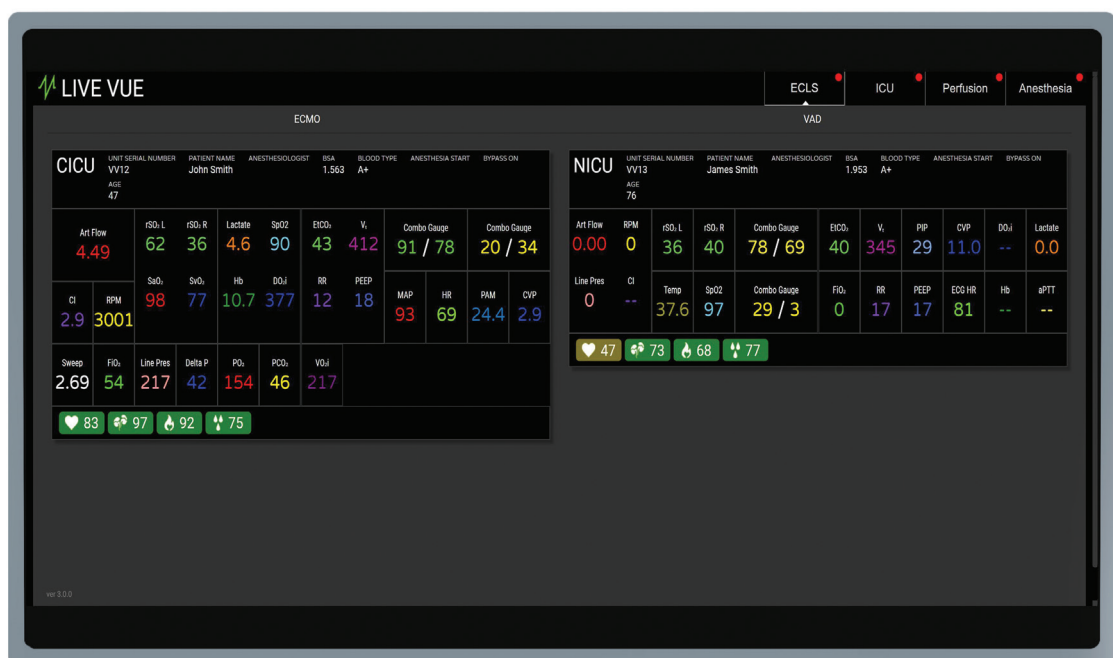 LIVE VUE
ECLS ICU Perfusion Anesthesia
ECMO VAD
CICU
UNIT SERIAL NUMBER PATIENT NAME ANESTHESIOLOGIST BSA BLOOD TYPE ANESTHESIA START BYPASS ON
VV12 John Smith 1.563 A+
AGE
47
Art Flow rSO₂ L rSO₂ R Lactate SpO2 EtCO₂ Vₜ Combo Gauge Combo Gauge
4.49 62 36 4.6 90 43 412 91 / 78 20 / 34
SaO₂ SvO₂ Hb DO₂i RR PEEP
98 77 10.7 377 12 18
CI RPM MAP HR PAM CVP
2.9 3001 93 69 24.4 2.9
Sweep FiO₂ Line Pres Delta P PO₂ PCO₂ VO₂i
2.69 54 217 42 154 46 217
83 97 92 75
NICU
UNIT SERIAL NUMBER PATIENT NAME ANESTHESIOLOGIST BSA BLOOD TYPE ANESTHESIA START BYPASS ON
VV13 James Smith 1.953 A+
AGE
76
Art Flow RPM rSO₂ L rSO₂ R Combo Gauge EtCO₂ Vₜ PIP CVP DO₂i Lactate
0.00 0 36 40 78 / 69 40 345 29 11.0 -- 0.0
Line Pres CI Temp SpO2 Combo Gauge FiO₂ RR PEEP ECG HR Hb aPTT
0 -- 37.6 97 29 / 3 0 17 17 81 -- --
47 73 68 77
ver 3.0.0